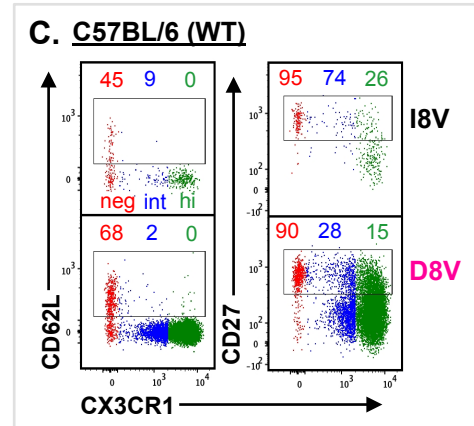 C. C57BL/6 (WT)
45 9 0
95 74 26
10³
0
neg int hi
10³
10²
0
-10²
I8V
68 2 0
90 28 15
10³
0
10³
10²
0
-10²
D8V
CD62L
CD27
0 10³ 10⁴
0 10³ 10⁴
CX3CR1